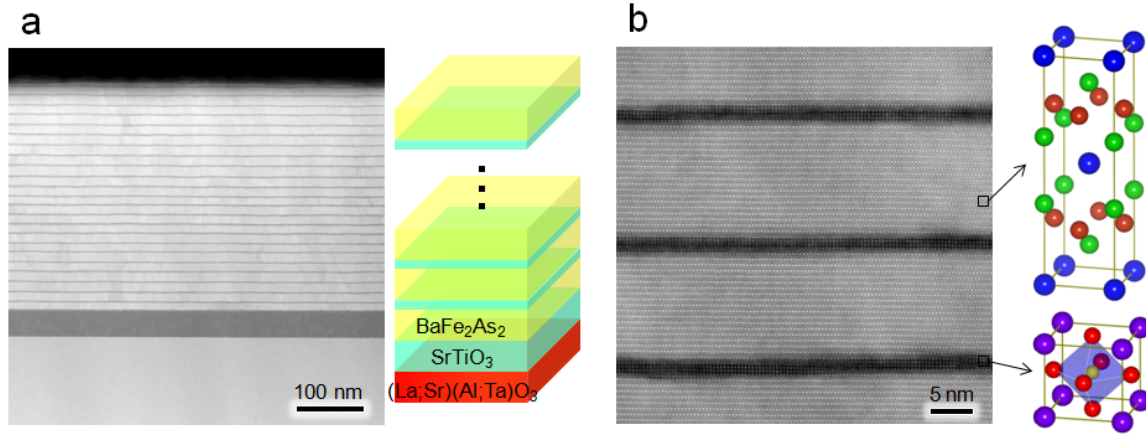 a
b
BaFe₂As₂
SrTiO₃
(La;Sr)(Al;Ta)O₃
100 nm
5 nm